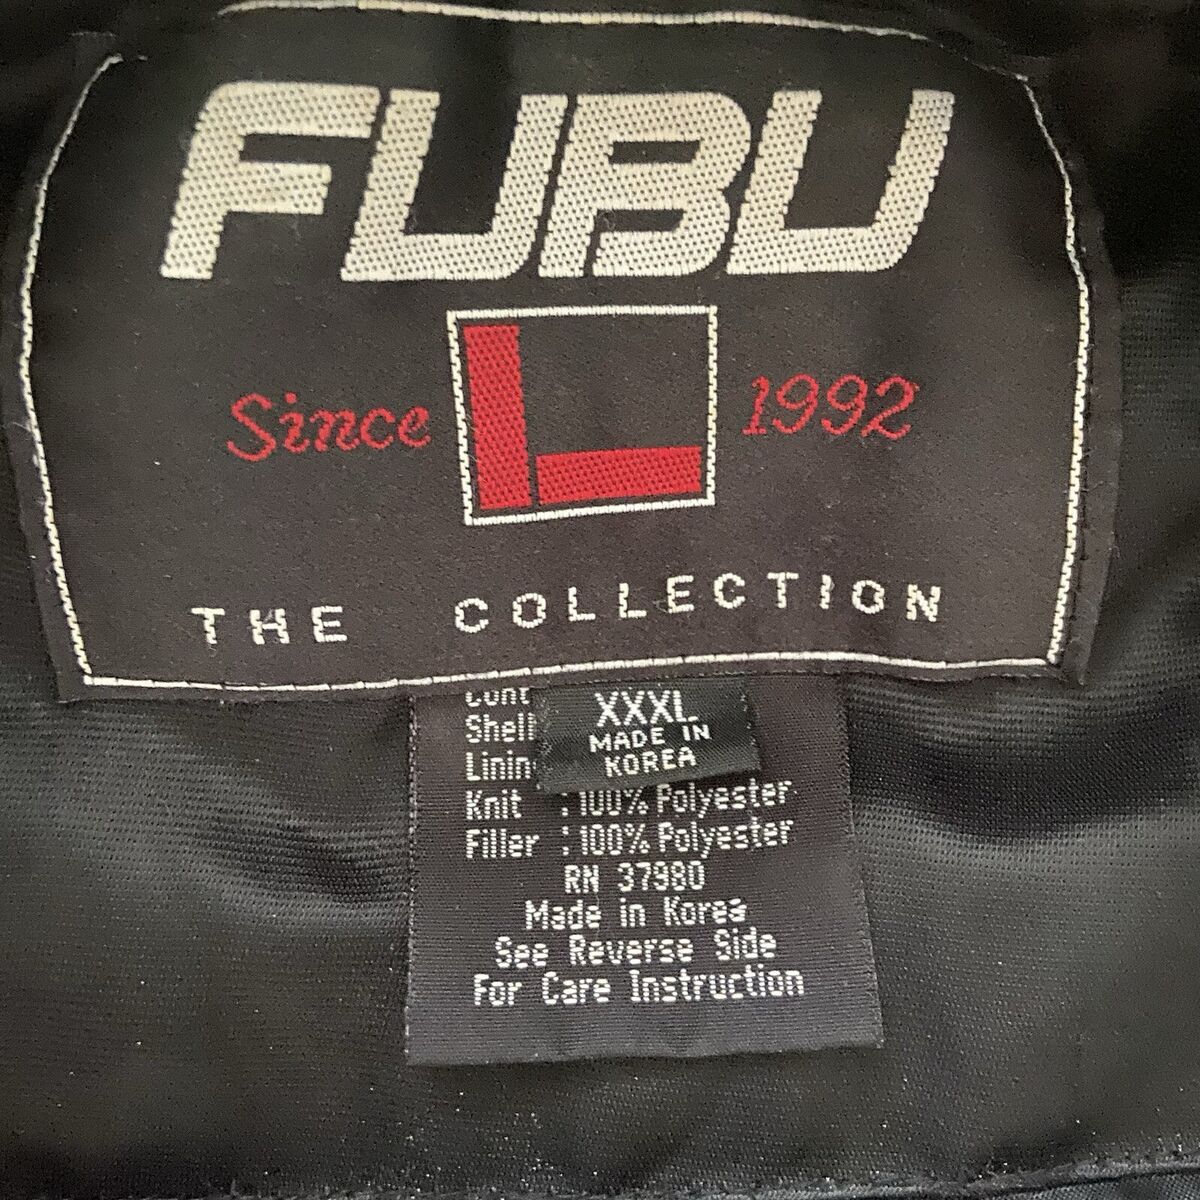 FUBU
Since 1992
THE COLLECTION
XXXL
MADE IN
KOREA
Knit : 100% Polyester
Filler : 100% Polyester
RN 37980
Made in Korea
See Reverse Side
For Care Instruction